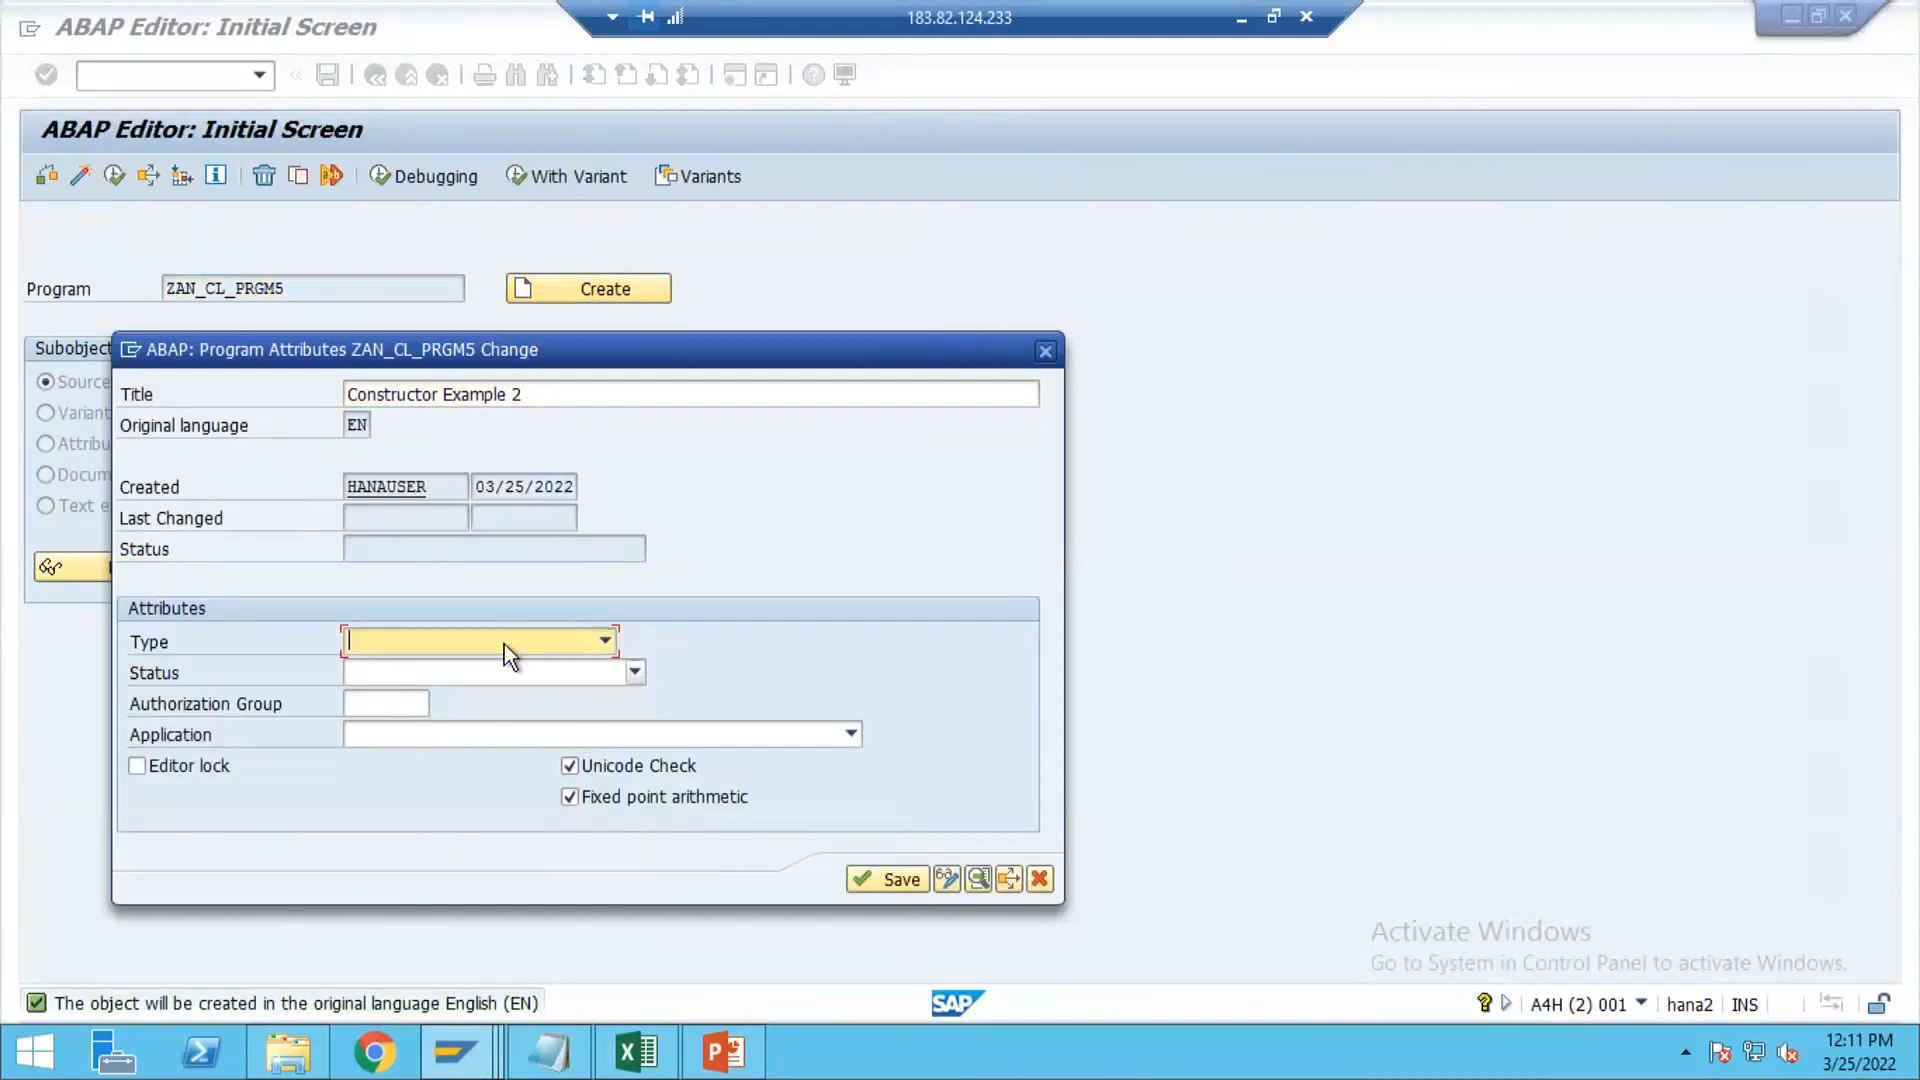 ABAP Editor: Initial Screen
183.82.124.233
ABAP Editor: Initial Screen
Debugging
With Variant
Variants
Program
ZAN_CL_PRGM5
Create
Subobject
Source
Variant
Attribu
Docum
Text e
ABAP: Program Attributes ZAN_CL_PRGM5 Change
Title
Constructor Example 2
Original language
EN
Created
HANAUSER
03/25/2022
Last Changed
Status
Attributes
Type
Status
Authorization Group
Application
Editor lock
Unicode Check
Fixed point arithmetic
Save
Activate Windows
Go to System in Control Panel to activate Windows.
The object will be created in the original language English (EN)
SAP
A4H (2) 001
hana2
INS
12:11 PM
3/25/2022